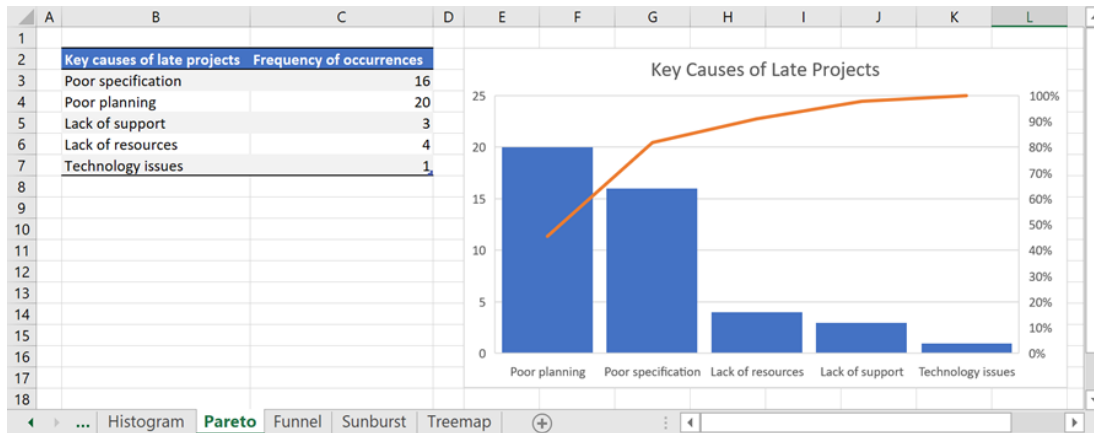 A B C D E F G H I J K L
1
2 Key causes of late projects Frequency of occurrences
3 Poor specification 16
4 Poor planning 20
5 Lack of support 3
6 Lack of resources 4
7 Technology issues 1
8
9
10
11
12
13
14
15
16
17
18
Key Causes of Late Projects
25 100%
90%
20 80%
70%
15 60%
50%
10 40%
30%
5 20%
10%
0 0%
Poor planning Poor specification Lack of resources Lack of support Technology issues
... Histogram Pareto Funnel Sunburst Treemap